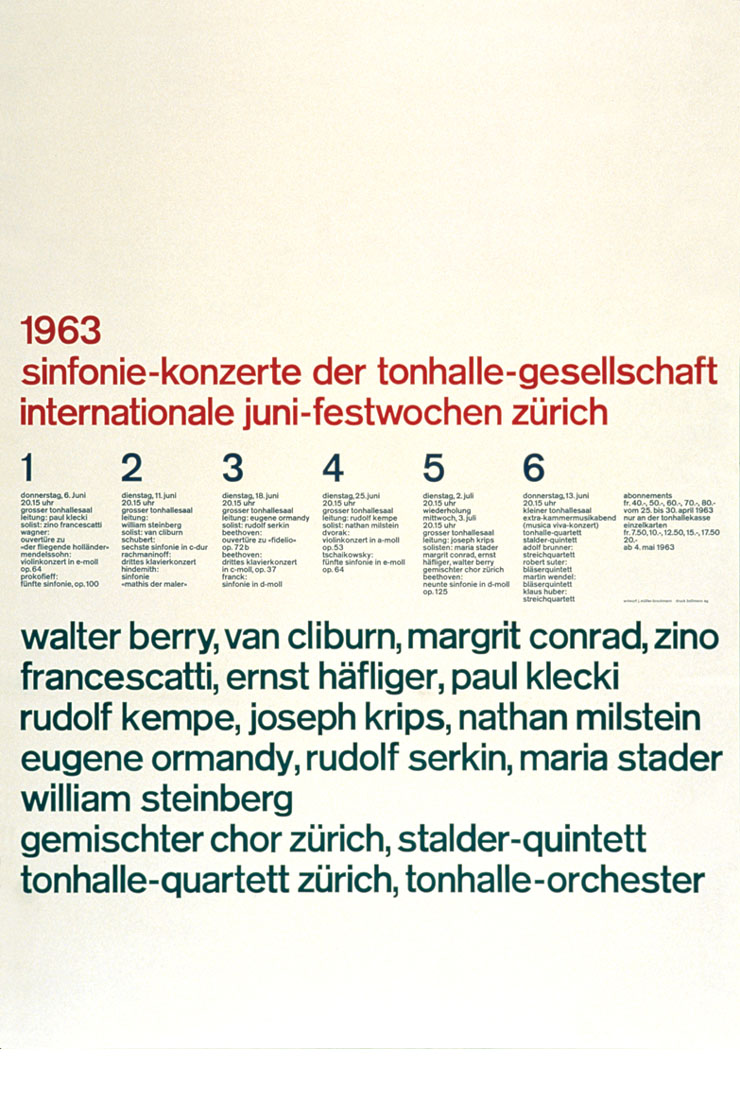 1963
sinfonie-konzerte der tonhalle-gesellschaft
internationale juni-festwochen zürich
1
donnerstag, 6. juni
20.15 uhr
grosser tonhallesaal
leitung: paul klecki
solist: zino francescatti
wagner:
ouvertüre zu
«der fliegende holländer»
mendelssohn:
violinkonzert in e-moll
op. 64
prokofieff:
fünfte sinfonie, op. 100
2
dienstag, 11. juni
20.15 uhr
grosser tonhallesaal
leitung:
william steinberg
solist: van cliburn
schubert:
sechste sinfonie in c-dur
rachmaninoff:
drittes klavierkonzert
hindemith:
sinfonie
«mathis der maler»
3
dienstag, 18. juni
20.15 uhr
grosser tonhallesaal
leitung: eugene ormandy
solist: rudolf serkin
beethoven:
ouvertüre zu «fidelio»
op. 72 b
beethoven:
drittes klavierkonzert
in c-moll, op. 37
franck:
sinfonie in d-moll
4
dienstag, 25. juni
20.15 uhr
grosser tonhallesaal
leitung: rudolf kempe
solist: nathan milstein
dvorak:
violinkonzert in a-moll
op. 53
tschaikowsky:
fünfte sinfonie in e-moll
op. 64
5
dienstag, 2. juli
20.15 uhr
wiederholung
mittwoch, 3. juli
20.15 uhr
grosser tonhallesaal
leitung: joseph krips
solisten: maria stader
margrit conrad, ernst
häfliger, walter berry
gemischter chor zürich
beethoven:
neunte sinfonie in d-moll
op. 125
6
donnerstag, 13. juni
20.15 uhr
kleiner tonhallesaal
extra-kammermusikabend
(musica viva-konzert)
tonhalle-quartett
stalder-quintett
adolf brunner:
streichquartett
robert suter:
bläserquintett
martin wendel:
bläserquintett
klaus huber:
streichquartett
abonnements
fr. 40.-, 50.-, 60.-, 70.-, 80.-
vom 25. bis 30. april 1963
nur an der tonhallekasse
einzelkarten
fr. 7.50, 10.-, 12.50, 15.-, 17.50
20.-
ab 4. mai 1963
entwurf j. müller-brockmann druck bollmann ag
walter berry, van cliburn, margrit conrad, zino
francescatti, ernst häfliger, paul klecki
rudolf kempe, joseph krips, nathan milstein
eugene ormandy, rudolf serkin, maria stader
william steinberg
gemischter chor zürich, stalder-quintett
tonhalle-quartett zürich, tonhalle-orchester